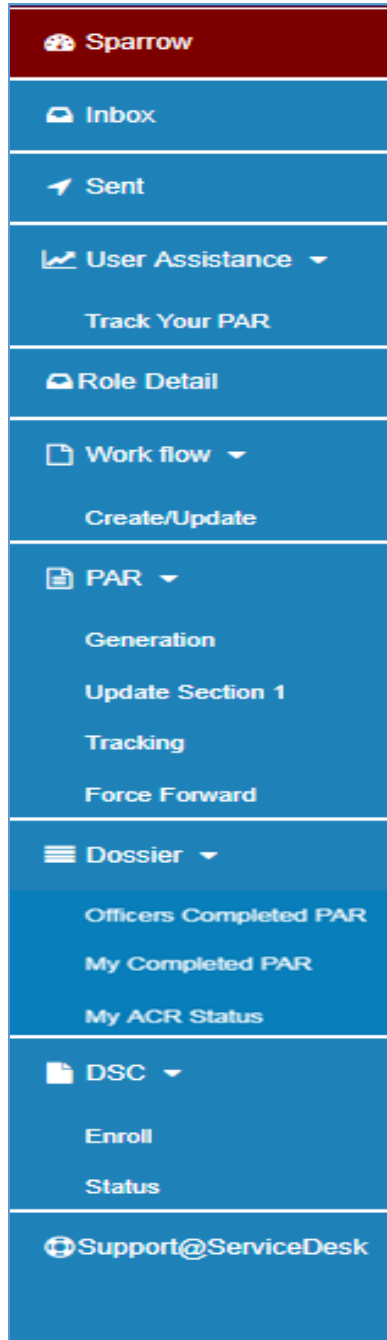 Sparrow
Inbox
Sent
User Assistance
Track Your PAR
Role Detail
Work flow
Create/Update
PAR
Generation
Update Section 1
Tracking
Force Forward
Dossier
Officers Completed PAR
My Completed PAR
My ACR Status
DSC
Enroll
Status
Support@ServiceDesk